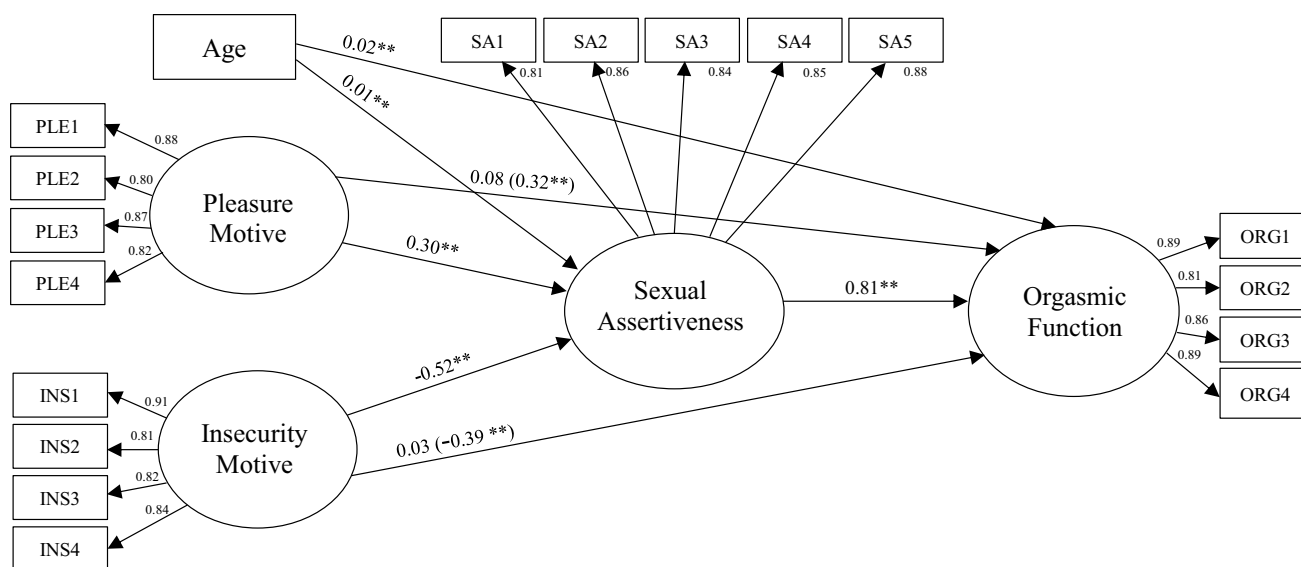 Age
SA1
SA2
SA3
SA4
SA5
0.81
0.86
0.84
0.85
0.88
0.02**
0.01**
PLE1
PLE2
PLE3
PLE4
0.88
0.80
0.87
0.82
Pleasure
Motive
0.08 (0.32**)
0.30**
Sexual
Assertiveness
0.81**
Orgasmic
Function
0.89
0.81
0.86
0.89
ORG1
ORG2
ORG3
ORG4
INS1
INS2
INS3
INS4
0.91
0.81
0.82
0.84
Insecurity
Motive
-0.52**
0.03 (−0.39 **)